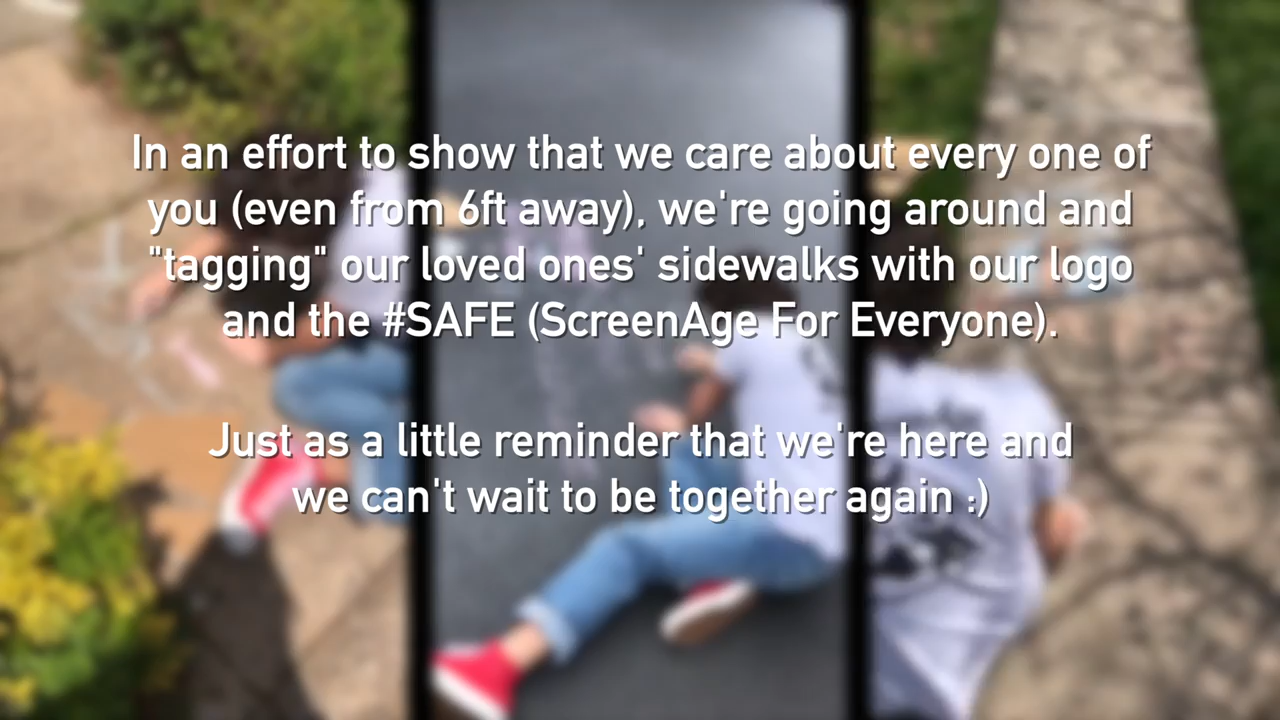 In an effort to show that we care about every one of
you (even from 6ft away), we're going around and
"tagging" our loved ones' sidewalks with our logo
and the #SAFE (ScreenAge For Everyone).
Just as a little reminder that we're here and
we can't wait to be together again :)